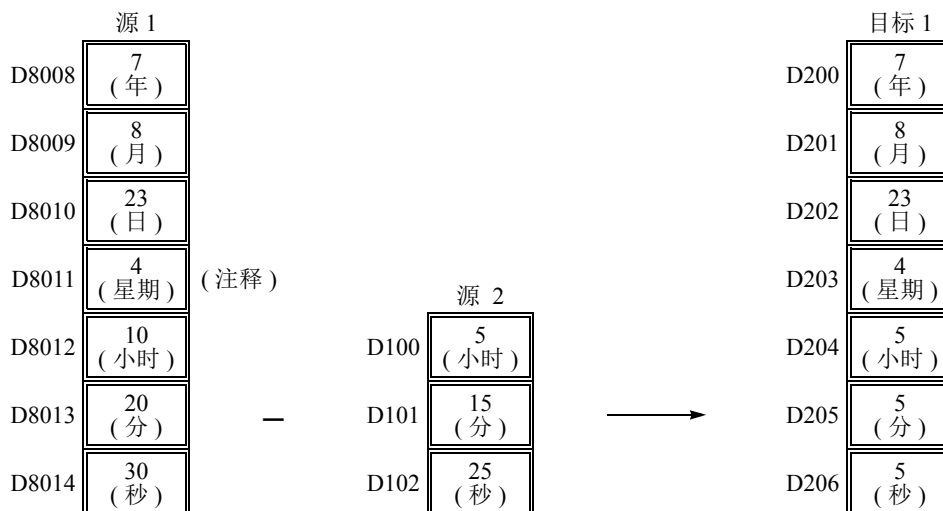 源 1
D8008
7
( 年 )
D8009
8
( 月 )
D8010
23
( 日 )
D8011
4
( 星期 )
( 注释 )
D8012
10
( 小时 )
D8013
20
( 分 )
D8014
30
( 秒 )
–
源 2
D100
5
( 小时 )
D101
15
( 分 )
D102
25
( 秒 )
目标 1
D200
7
( 年 )
D201
8
( 月 )
D202
23
( 日 )
D203
4
( 星期 )
D204
5
( 小时 )
D205
5
( 分 )
D206
5
( 秒 )